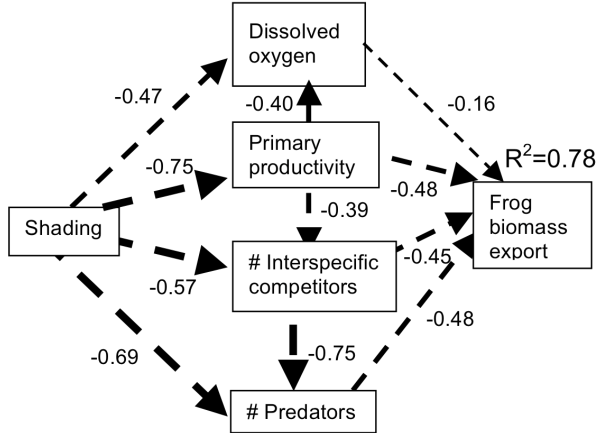 Dissolved
oxygen
-0.47
-0.40
-0.16
Primary
productivity
-0.75
R²=0.78
-0.48
Shading
-0.39
Frog
biomass
export
# Interspecific
competitors
-0.45
-0.57
-0.48
-0.75
-0.69
# Predators